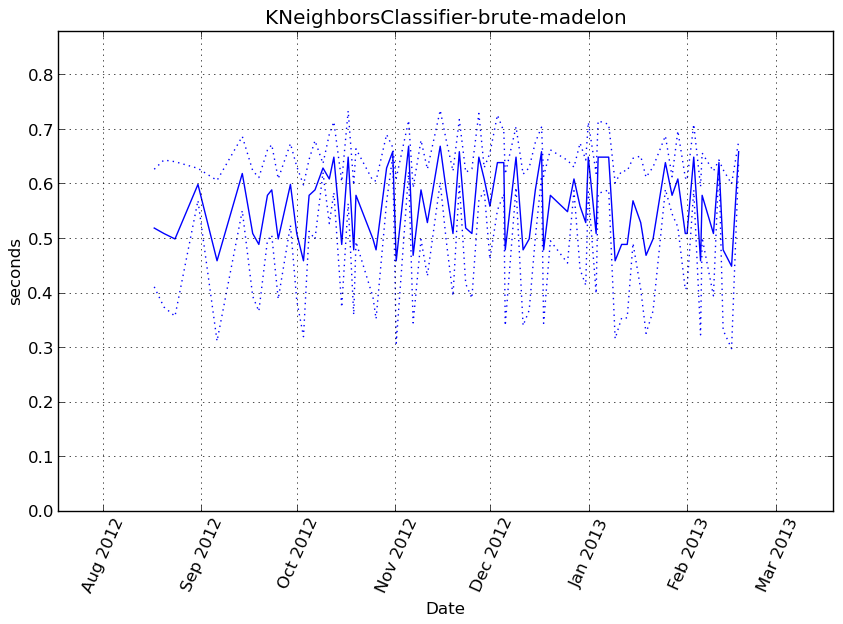 KNeighborsClassifier-brute-madelon
0.8
0.7
0.6
0.5
0.4
0.3
0.2
0.1
0.0
seconds
Aug 2012
Sep 2012
Oct 2012
Nov 2012
Dec 2012
Jan 2013
Feb 2013
Mar 2013
Date